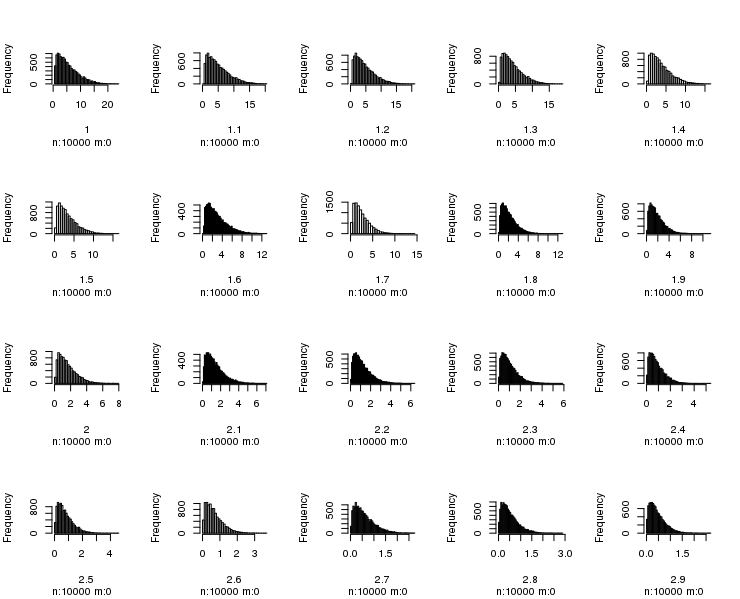 Frequency
0 500
0 10 20
1
n:10000 m:0
Frequency
0 600
0 5 15
1.1
n:10000 m:0
Frequency
0 600
0 5 15
1.2
n:10000 m:0
Frequency
0 800
0 5 15
1.3
n:10000 m:0
Frequency
0 800
0 5 10
1.4
n:10000 m:0
Frequency
0 800
0 5 10
1.5
n:10000 m:0
Frequency
0 400
0 4 8 12
1.6
n:10000 m:0
Frequency
0 1500
0 5 10 15
1.7
n:10000 m:0
Frequency
0 500
0 4 8 12
1.8
n:10000 m:0
Frequency
0 600
0 4 8
1.9
n:10000 m:0
Frequency
0 800
0 2 4 6 8
2
n:10000 m:0
Frequency
0 400
0 2 4 6
2.1
n:10000 m:0
Frequency
0 500
0 2 4 6
2.2
n:10000 m:0
Frequency
0 500
0 2 4 6
2.3
n:10000 m:0
Frequency
0 600
0 2 4
2.4
n:10000 m:0
Frequency
0 800
0 2 4
2.5
n:10000 m:0
Frequency
0 800
0 1 2 3
2.6
n:10000 m:0
Frequency
0 500
0.0 1.5
2.7
n:10000 m:0
Frequency
0 500
0.0 1.5 3.0
2.8
n:10000 m:0
Frequency
0 600
0.0 1.5
2.9
n:10000 m:0